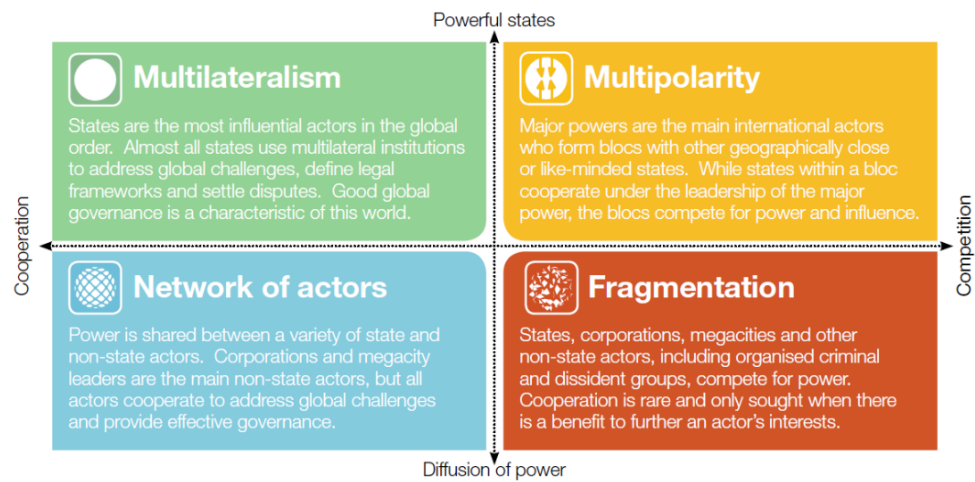 Powerful states
Multilateralism
States are the most influential actors in the global
order.  Almost all states use multilateral institutions
to address global challenges, define legal
frameworks and settle disputes.  Good global
governance is a characteristic of this world.
Multipolarity
Major powers are the main international actors
who form blocs with other geographically close
or like-minded states.  While states within a bloc
cooperate under the leadership of the major
power, the blocs compete for power and influence.
Cooperation
Competition
Network of actors
Power is shared between a variety of state and
non-state actors.  Corporations and megacity
leaders are the main non-state actors, but all
actors cooperate to address global challenges
and provide effective governance.
Fragmentation
States, corporations, megacities and other
non-state actors, including organised criminal
and dissident groups, compete for power.
Cooperation is rare and only sought when there
is a benefit to further an actor’s interests.
Diffusion of power